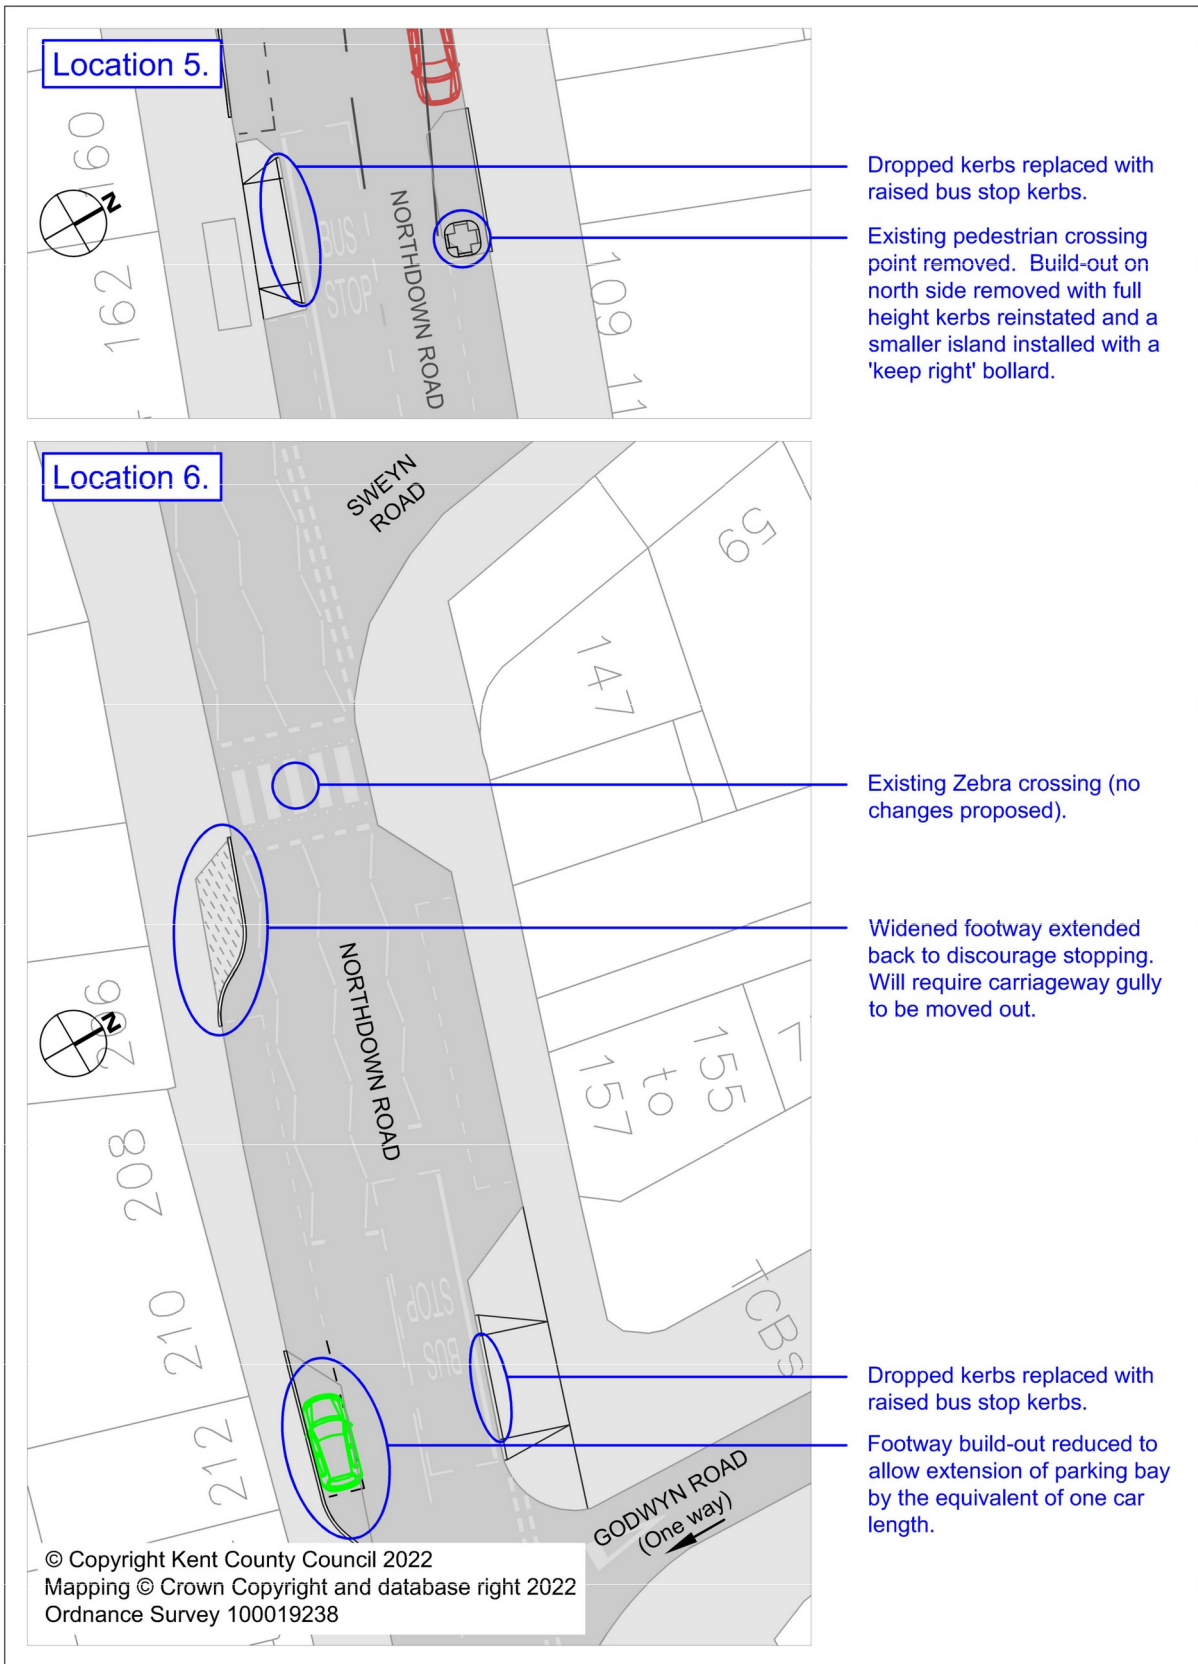 Location 5.
160
162
N
BUS
STOP
NORTHDOWN ROAD
109
11
Dropped kerbs replaced with
raised bus stop kerbs.
Existing pedestrian crossing
point removed.  Build-out on
north side removed with full
height kerbs reinstated and a
smaller island installed with a
'keep right' bollard.
Location 6.
SWEYN
ROAD
59
147
Existing Zebra crossing (no
changes proposed).
Widened footway extended
back to discourage stopping.
Will require carriageway gully
to be moved out.
206
N
NORTHDOWN ROAD
155
to
157
208
210
212
BUS
STOP
TCBs
Dropped kerbs replaced with
raised bus stop kerbs.
Footway build-out reduced to
allow extension of parking bay
by the equivalent of one car
length.
GODWYN ROAD
(One way)
© Copyright Kent County Council 2022
Mapping © Crown Copyright and database right 2022
Ordnance Survey 100019238